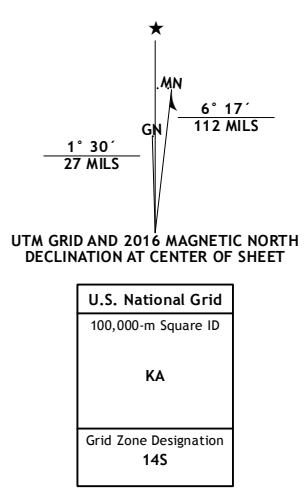 MN
6° 17´
112 MILS
GN
1° 30´
27 MILS
UTM GRID AND 2016 MAGNETIC NORTH
DECLINATION AT CENTER OF SHEET
U.S. National Grid
100,000-m Square ID
KA
Grid Zone Designation
14S